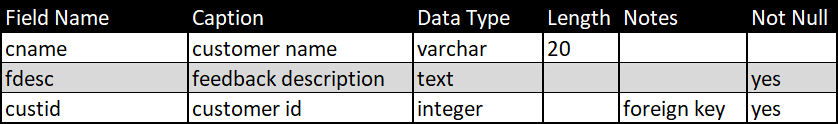 Field Name Caption Data Type Length Notes Not Null
cname customer name varchar 20
fdesc feedback description text yes
custid customer id integer foreign key yes